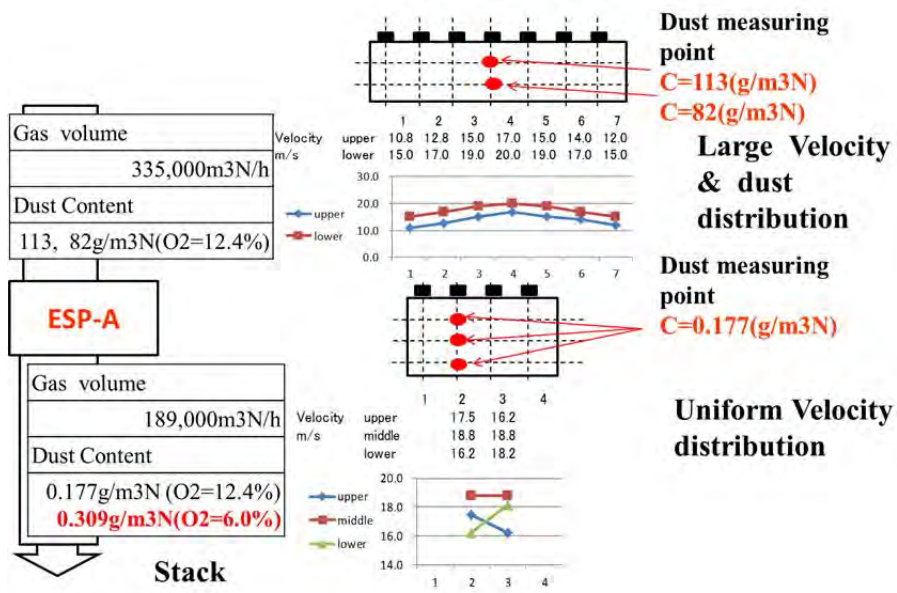 Dust measuring
point
C=113(g/m3N)
C=82(g/m3N)
Large Velocity
& dust
distribution
Gas volume
335,000m3N/h
Dust Content
113, 82g/m3N(O2=12.4%)
1 2 3 4 5 6 7
Velocity upper 10.8 12.8 15.0 17.0 15.0 14.0 12.0
m/s lower 15.0 17.0 19.0 20.0 19.0 17.0 15.0
30.0
20.0
10.0
0.0
upper
lower
1 2 3 4 5 6 7
ESP-A
Dust measuring
point
C=0.177(g/m3N)
Uniform Velocity
distribution
Gas volume
189,000m3N/h
Dust Content
0.177g/m3N (O2=12.4%)
0.309g/m3N(O2=6.0%)
1 2 3 4
Velocity upper 17.5 16.2
m/s middle 18.8 18.8
lower 16.2 18.2
20.0
18.0
16.0
14.0
upper
middle
lower
1 2 3 4
Stack